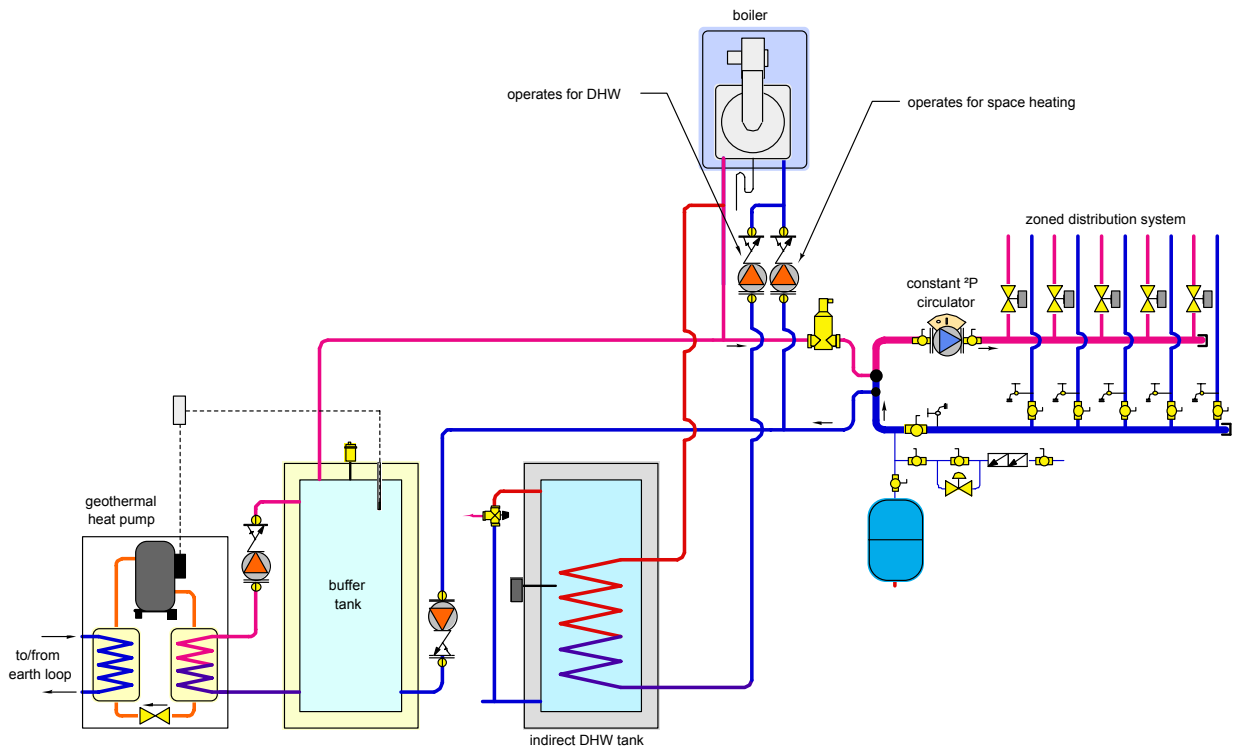 boiler
operates for DHW
operates for space heating
zoned distribution system
constant ²P
circulator
geothermal
heat pump
buffer
tank
to/from
earth loop
indirect DHW tank